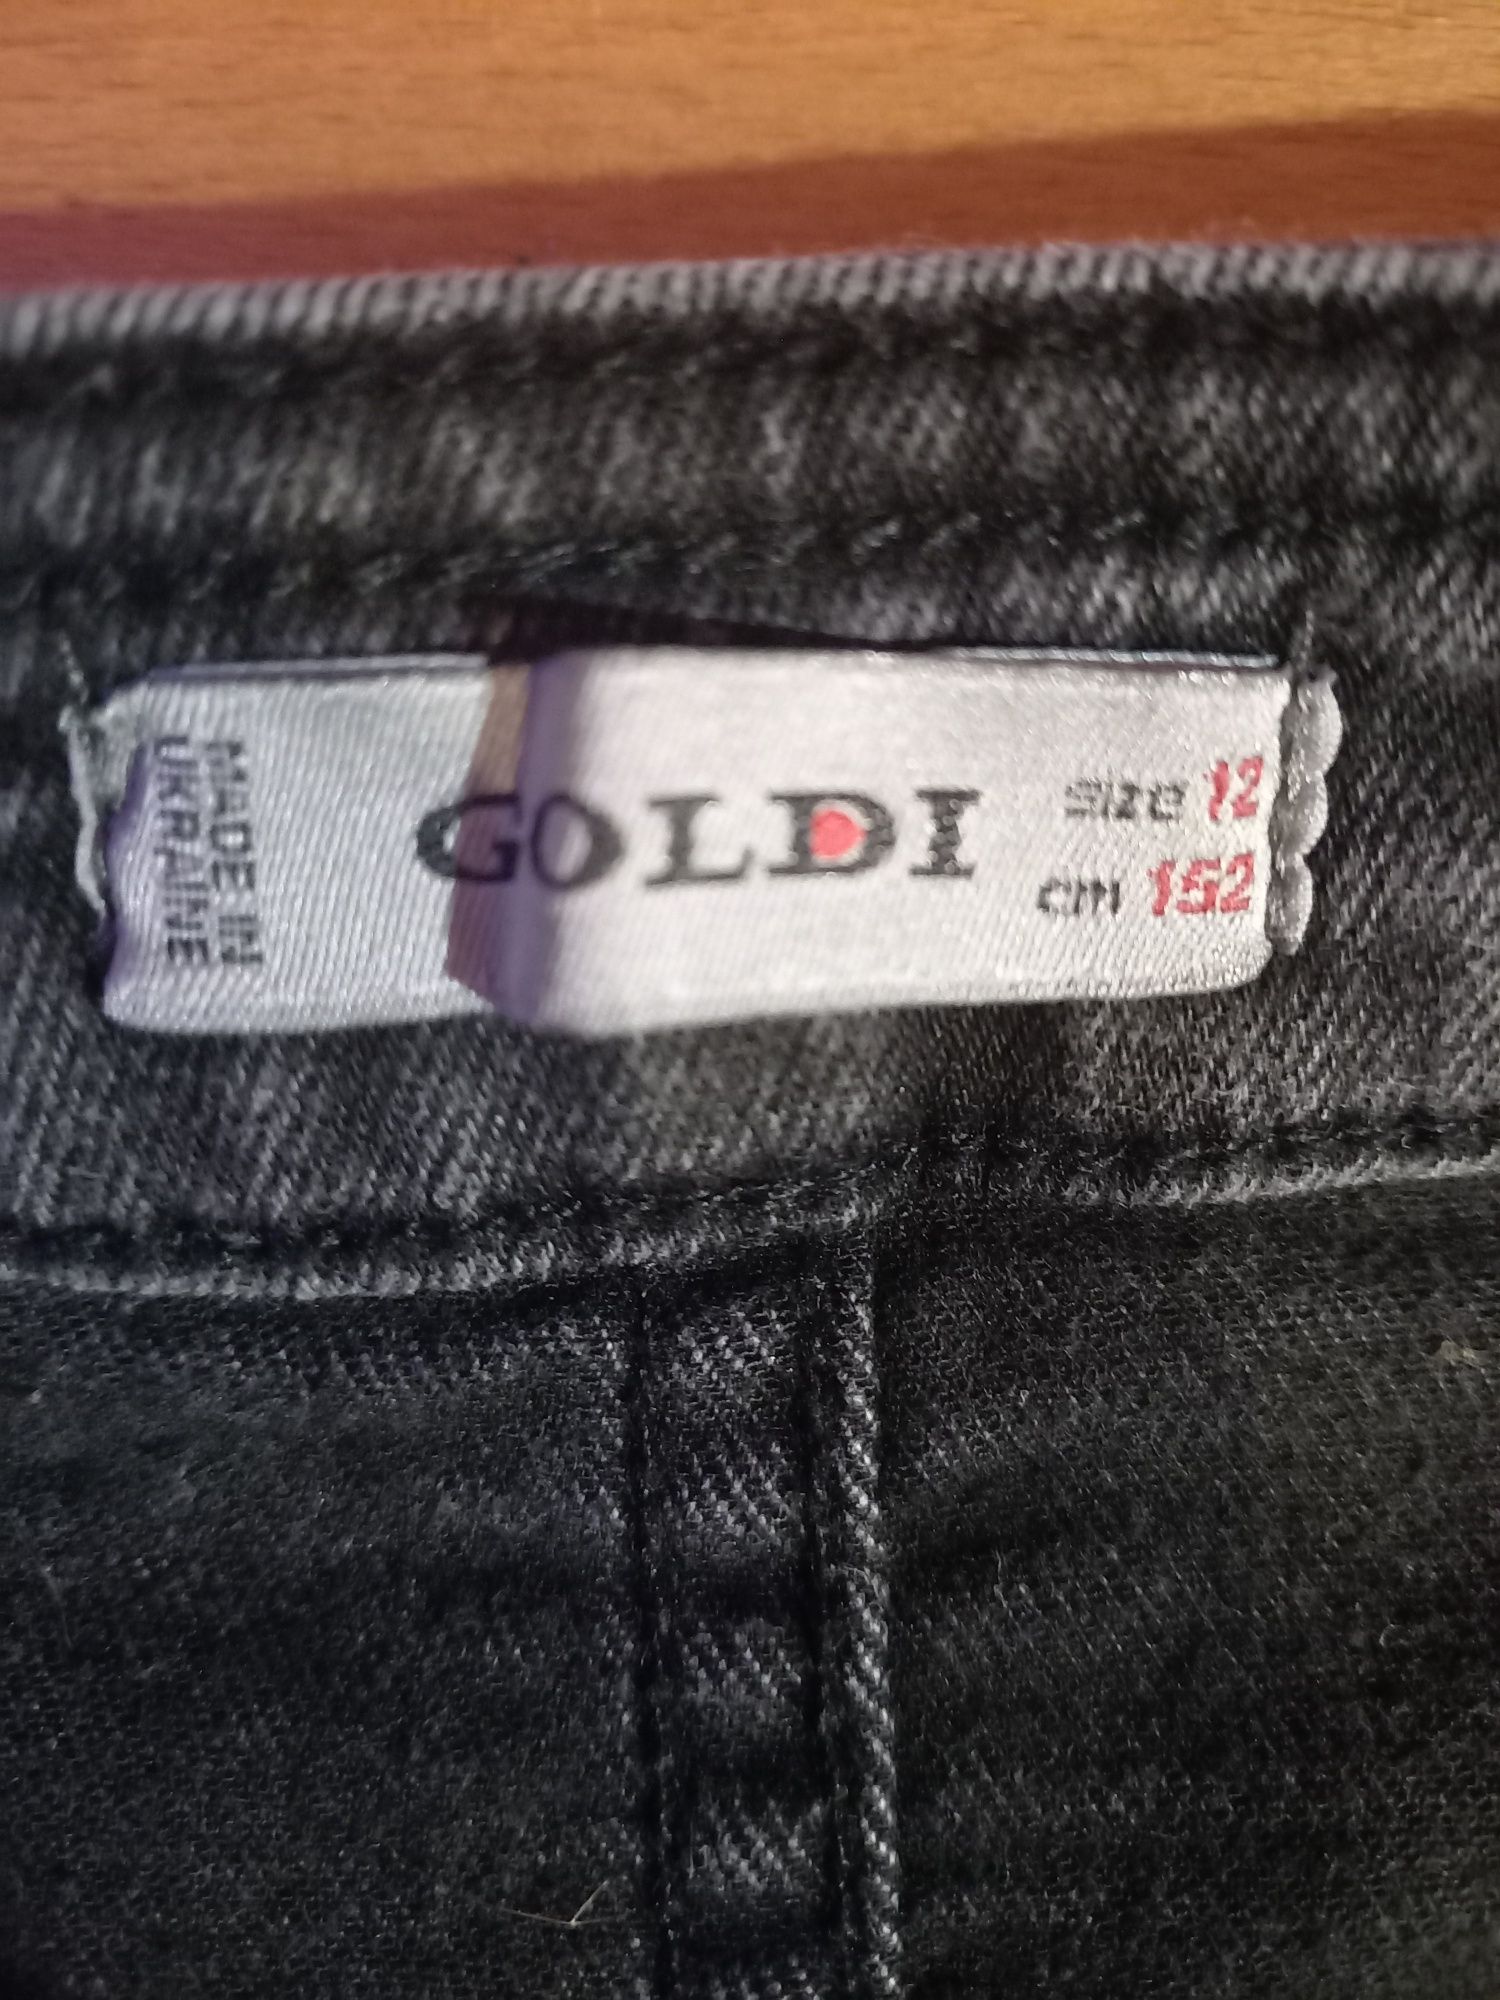 MADE IN
UKRAINE
GOLDI
SIZE 12
cm 152